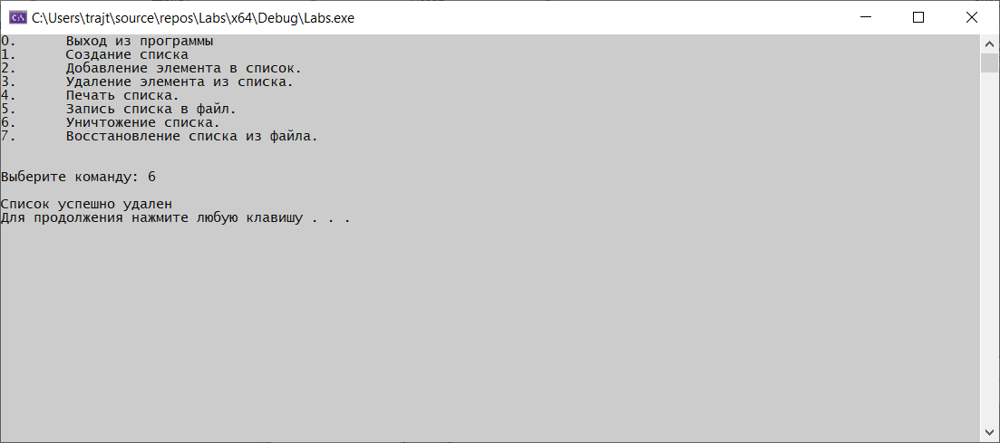 C:\Users\trajt\source\repos\Labs\x64\Debug\Labs.exe
0. Выход из программы
1. Создание списка
2. Добавление элемента в список.
3. Удаление элемента из списка.
4. Печать списка.
5. Запись списка в файл.
6. Уничтожение списка.
7. Восстановление списка из файла.
Выберите команду: 6
Список успешно удален
Для продолжения нажмите любую клавишу . . .